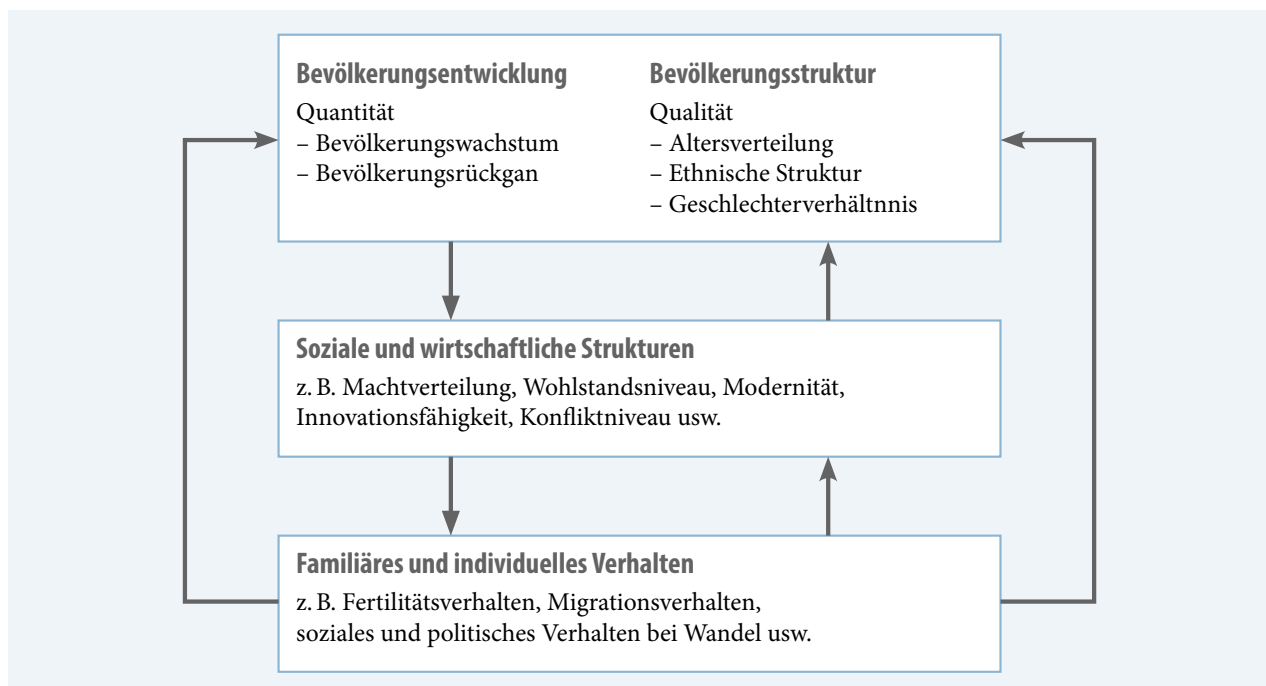 Bevölkerungsentwicklung
Quantität
– Bevölkerungswachstum
– Bevölkerungsrückgan
Bevölkerungsstruktur
Qualität
– Altersverteilung
– Ethnische Struktur
– Geschlechterverhältnnis
Soziale und wirtschaftliche Strukturen
z. B. Machtverteilung, Wohlstandsniveau, Modernität,
Innovationsfähigkeit, Konfliktniveau usw.
Familiäres und individuelles Verhalten
z. B. Fertilitätsverhalten, Migrationsverhalten,
soziales und politisches Verhalten bei Wandel usw.